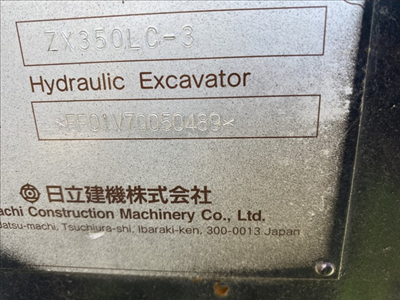 ZX350LC-3
Hydraulic Excavator
日立建機株式会社
achi Construction Machinery Co., Ltd.
datsu-machi, Tsuchiura-shi, Ibaraki-ken, 300-0013 Japan